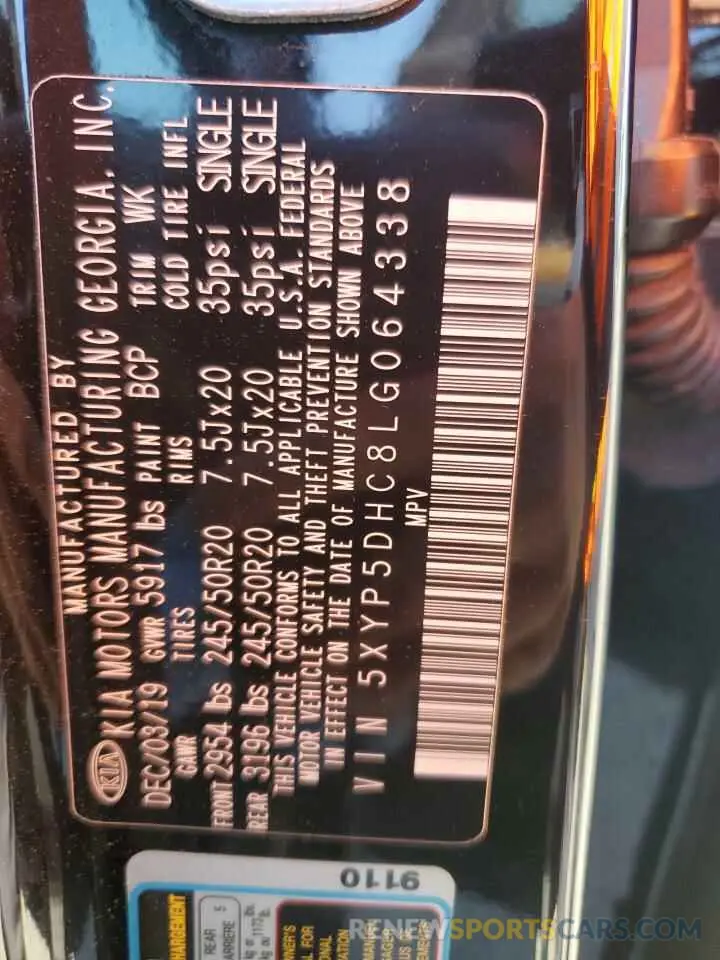 MANUFACTURED BY
KIA KIA MOTORS MANUFACTURING GEORGIA, INC.
DEC/03/19 GVWR 5917 lbs PAINT BCP TRIM WK
GAWR TIRES RIMS COLD TIRE INFL
FRONT 2954 lbs 245/50R20 7.5Jx20 35psi SINGLE
REAR 3196 lbs 245/50R20 7.5Jx20 35psi SINGLE
THIS VEHICLE CONFORMS TO ALL APPLICABLE U.S.A. FEDERAL
MOTOR VEHICLE SAFETY AND THEFT PREVENTION STANDARDS
IN EFFECT ON THE DATE OF MANUFACTURE SHOWN ABOVE
VIN 5XYP5DHC8LG064338
MPV
9110
REAR 5
RENEWSPORTSCARS.COM